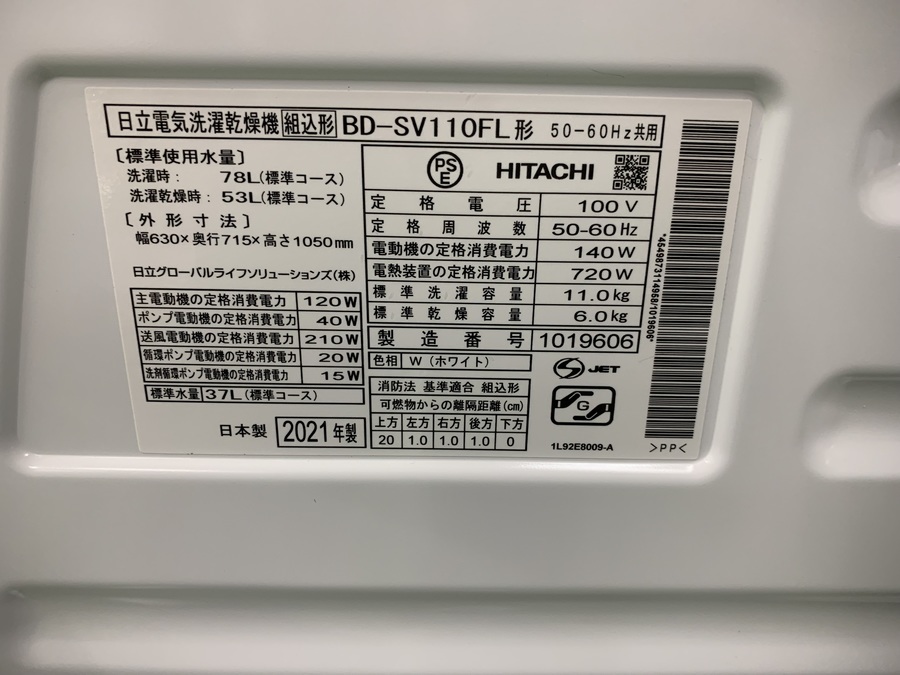 日立電気洗濯乾燥機 組込形 BD-SV110FL形 50-60Hz共用
〔標準使用水量〕
洗濯時: 78L(標準コース)
洗濯乾燥時: 53L(標準コース)
〔外形寸法〕
幅630×奥行715×高さ1050mm
日立グローバルライフソリューションズ(株)
主電動機の定格消費電力 120W
ポンプ電動機の定格消費電力 40W
送風電動機の定格消費電力 210W
循環ポンプ電動機の定格消費電力 20W
洗剤循環ポンプ電動機の定格消費電力 15W
標準水量 37L(標準コース)
日本製 2021年製
PSE HITACHI
定格電圧 100V
定格周波数 50-60Hz
電動機の定格消費電力 140W
電熱装置の定格消費電力 720W
標準洗濯容量 11.0kg
標準乾燥容量 6.0kg
製造番号 1019606
色相 W(ホワイト)
消防法 基準適合 組込形
可燃物からの離隔距離(cm)
上方 左方 右方 後方 下方
20 1.0 1.0 1.0 0
S JET
G
1L92E8009-A
*4549873114958/1019606*
>PP<